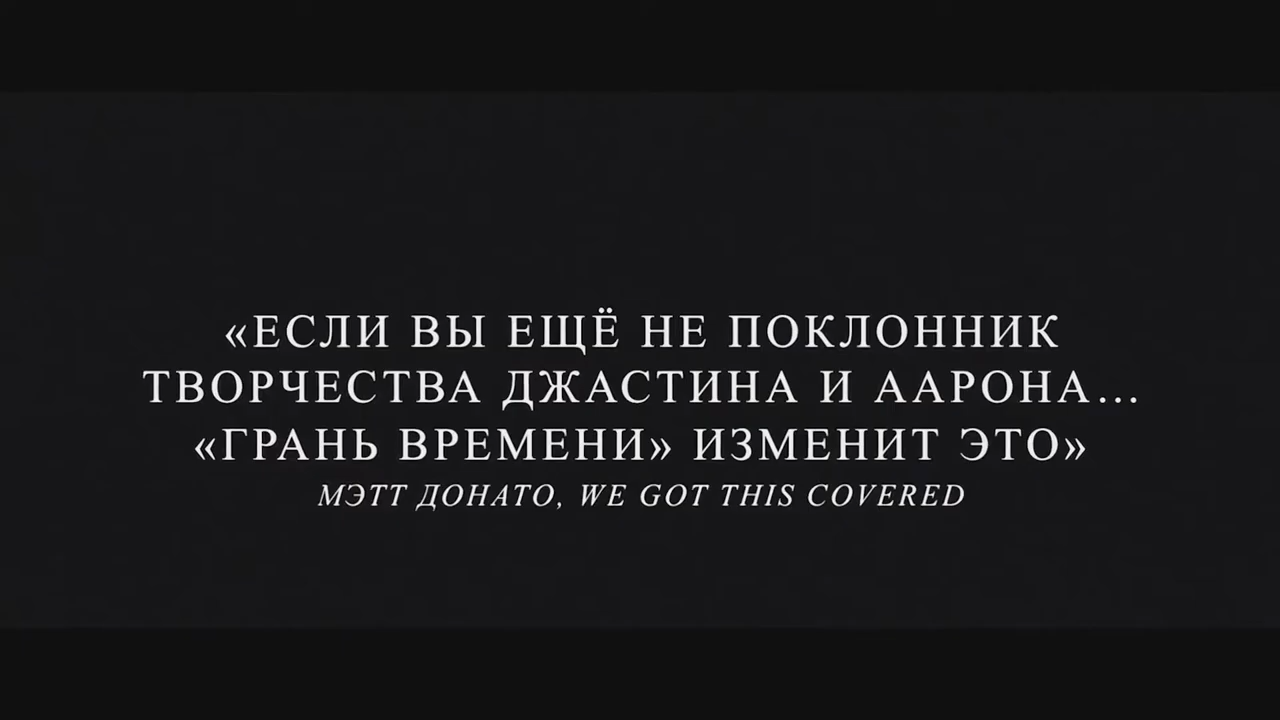 «ЕСЛИ ВЫ ЕЩЁ НЕ ПОКЛОННИК
ТВОРЧЕСТВА ДЖАСТИНА И ААРОНА...
«ГРАНЬ ВРЕМЕНИ» ИЗМЕНИТ ЭТО»
МЭТТ ДОНАТО, WE GOT THIS COVERED